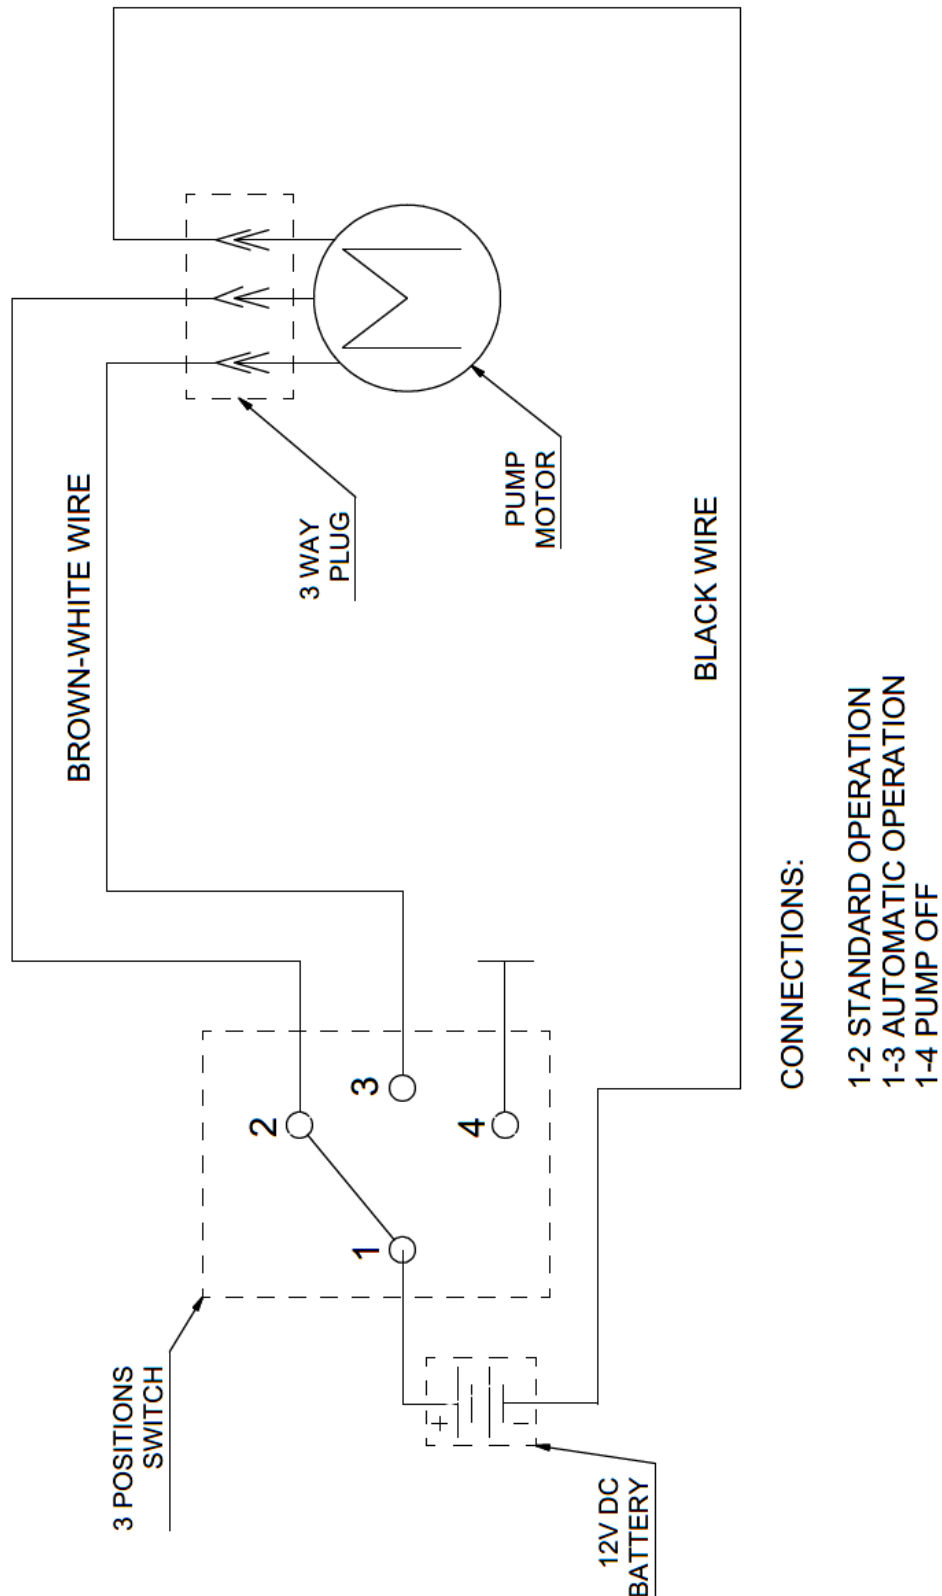 BROWN-WHITE WIRE
3 POSITIONS
SWITCH
2
3 WAY
PLUG
1
3
+
4
−
PUMP
MOTOR
12V DC
BATTERY
BLACK WIRE
CONNECTIONS:
1-2 STANDARD OPERATION
1-3 AUTOMATIC OPERATION
1-4 PUMP OFF